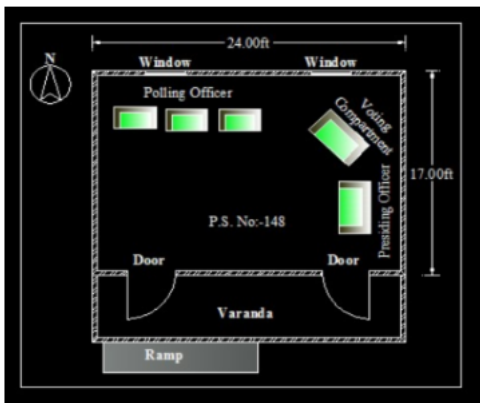 24.00ft
N
Window
Window
Polling Officer
Voting
Compartment
17.00ft
Presiding Officer
P.S. No:-148
Door
Door
Varanda
Ramp